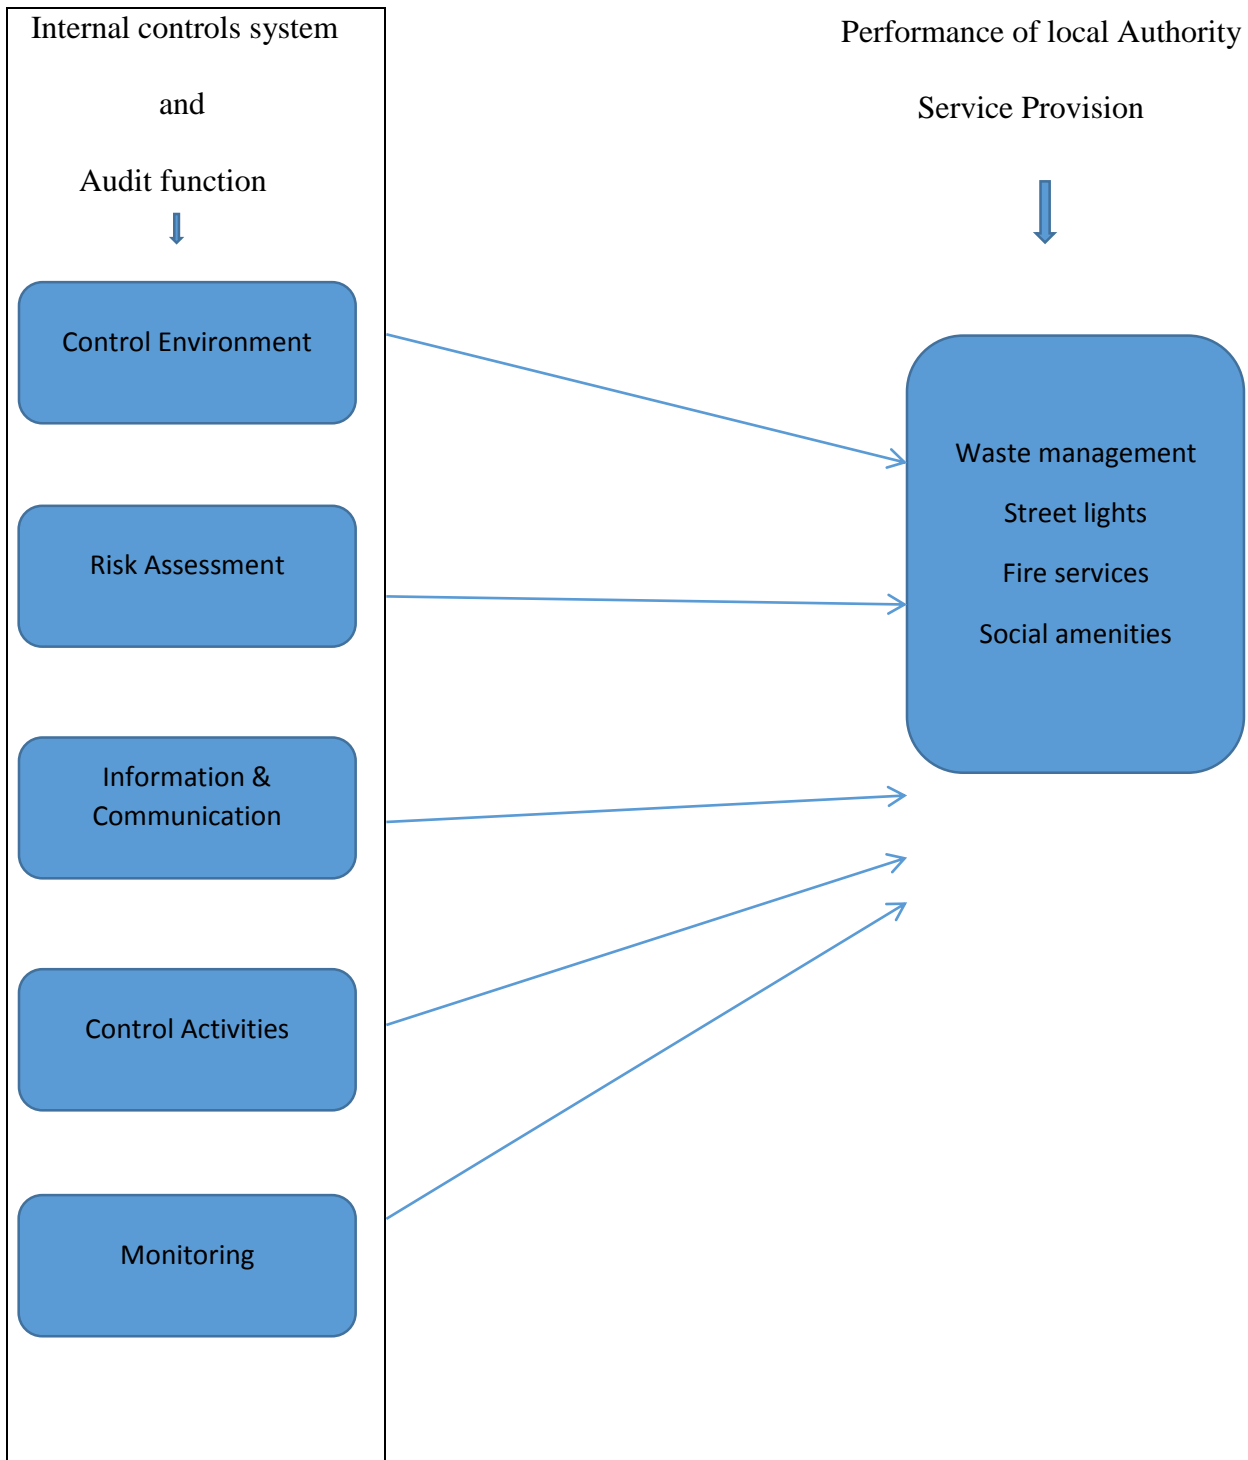 Internal controls system
and
Audit function
Control Environment
Risk Assessment
Information &
Communication
Control Activities
Monitoring
Performance of local Authority
Service Provision
Waste management
Street lights
Fire services
Social amenities